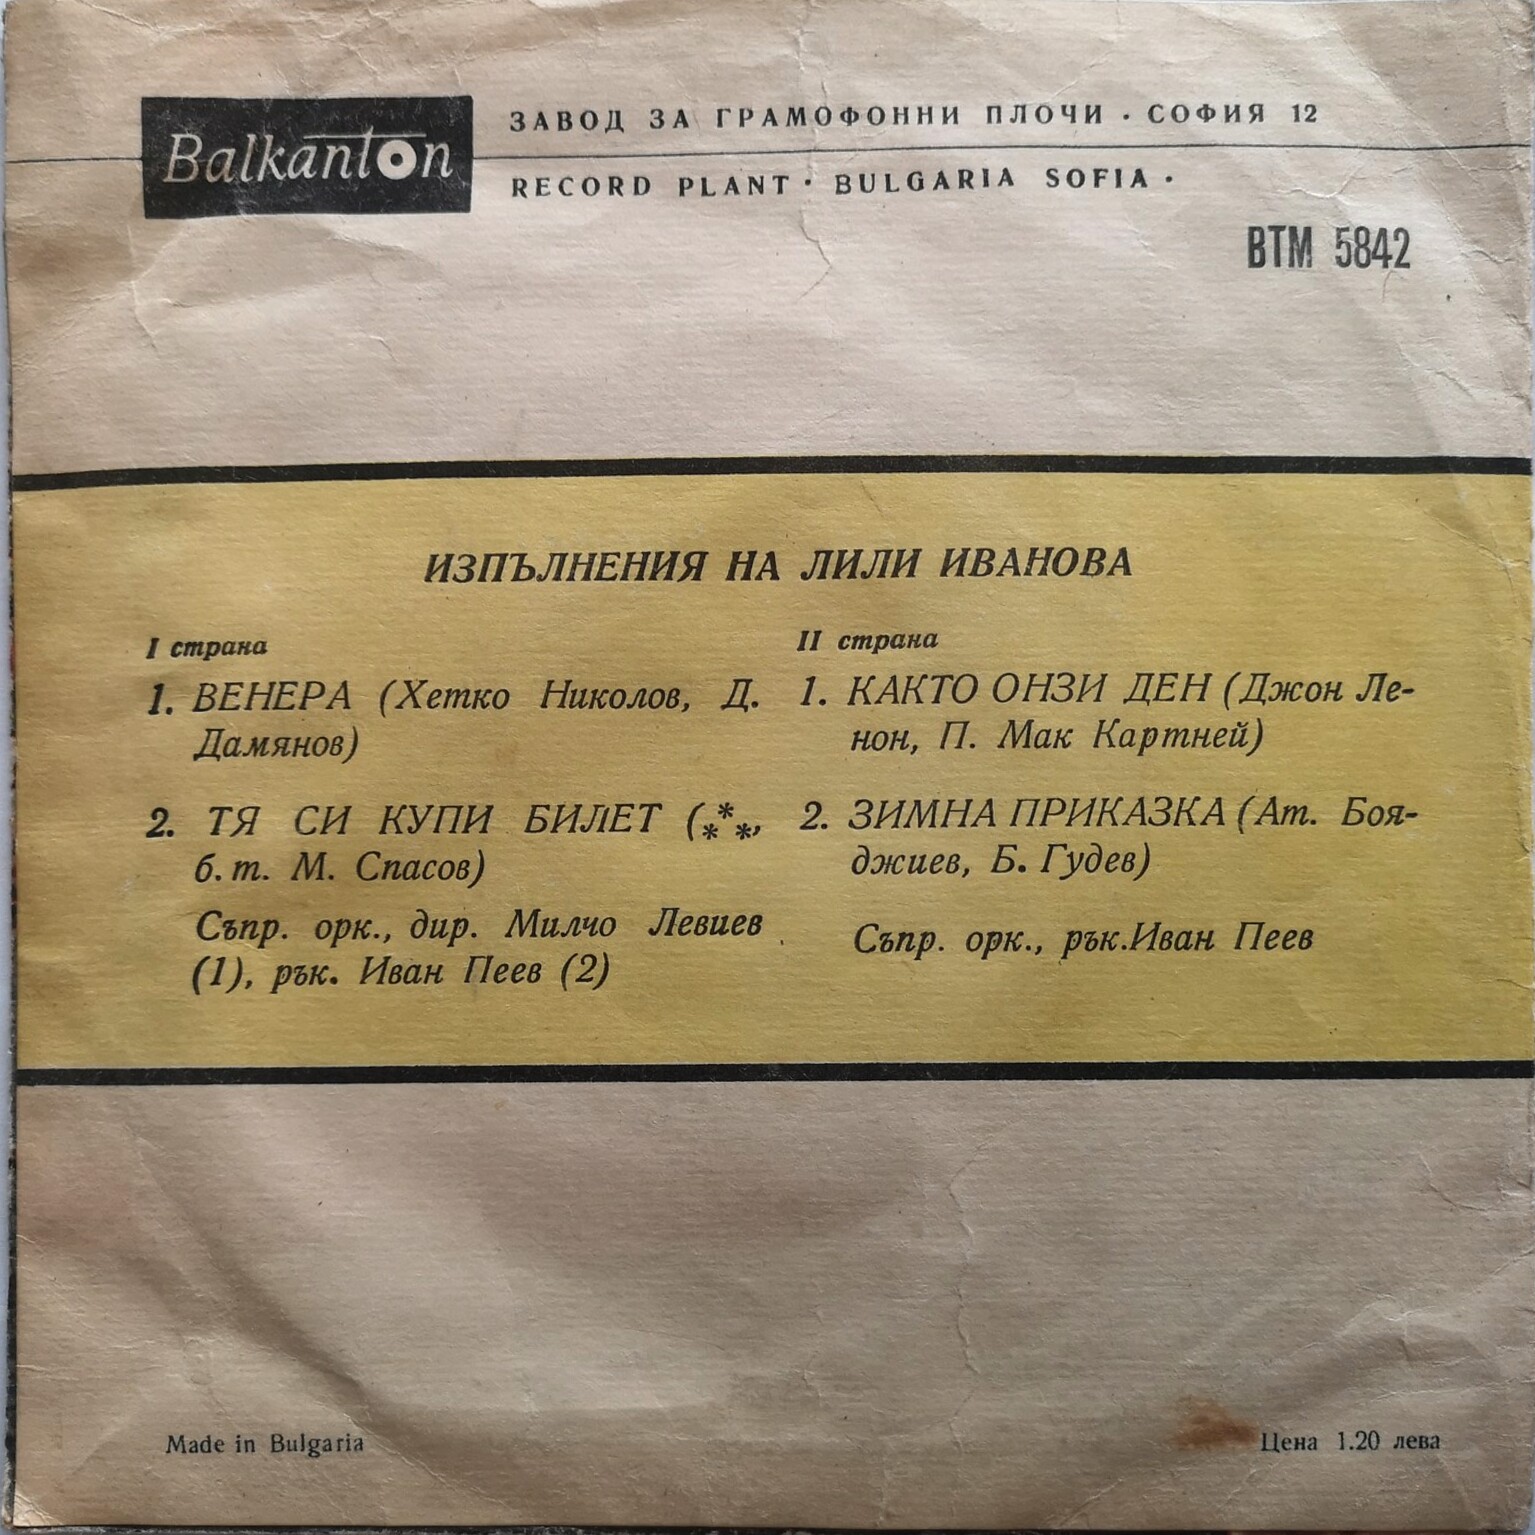 Balkanton
ЗАВОД ЗА ГРАМОФОННИ ПЛОЧИ · СОФИЯ 12
RECORD PLANT · BULGARIA SOFIA ·
ВТМ 5842
ИЗПЪЛНЕНИЯ НА ЛИЛИ ИВАНОВА
I страна
1. ВЕНЕРА (Хетко Николов, Д.
Дамянов)
2. ТЯ СИ КУПИ БИЛЕТ (***,
б. т. М. Спасов)
Съпр. орк., дир. Милчо Левиев
(1), рък. Иван Пеев (2)
II страна
1. КАКТО ОНЗИ ДЕН (Джон Ле-
нон, П. Мак Картней)
2. ЗИМНА ПРИКАЗКА (Ат. Боя-
джиев, Б. Гудев)
Съпр. орк., рък.Иван Пеев
Made in Bulgaria
Цена 1.20 лева